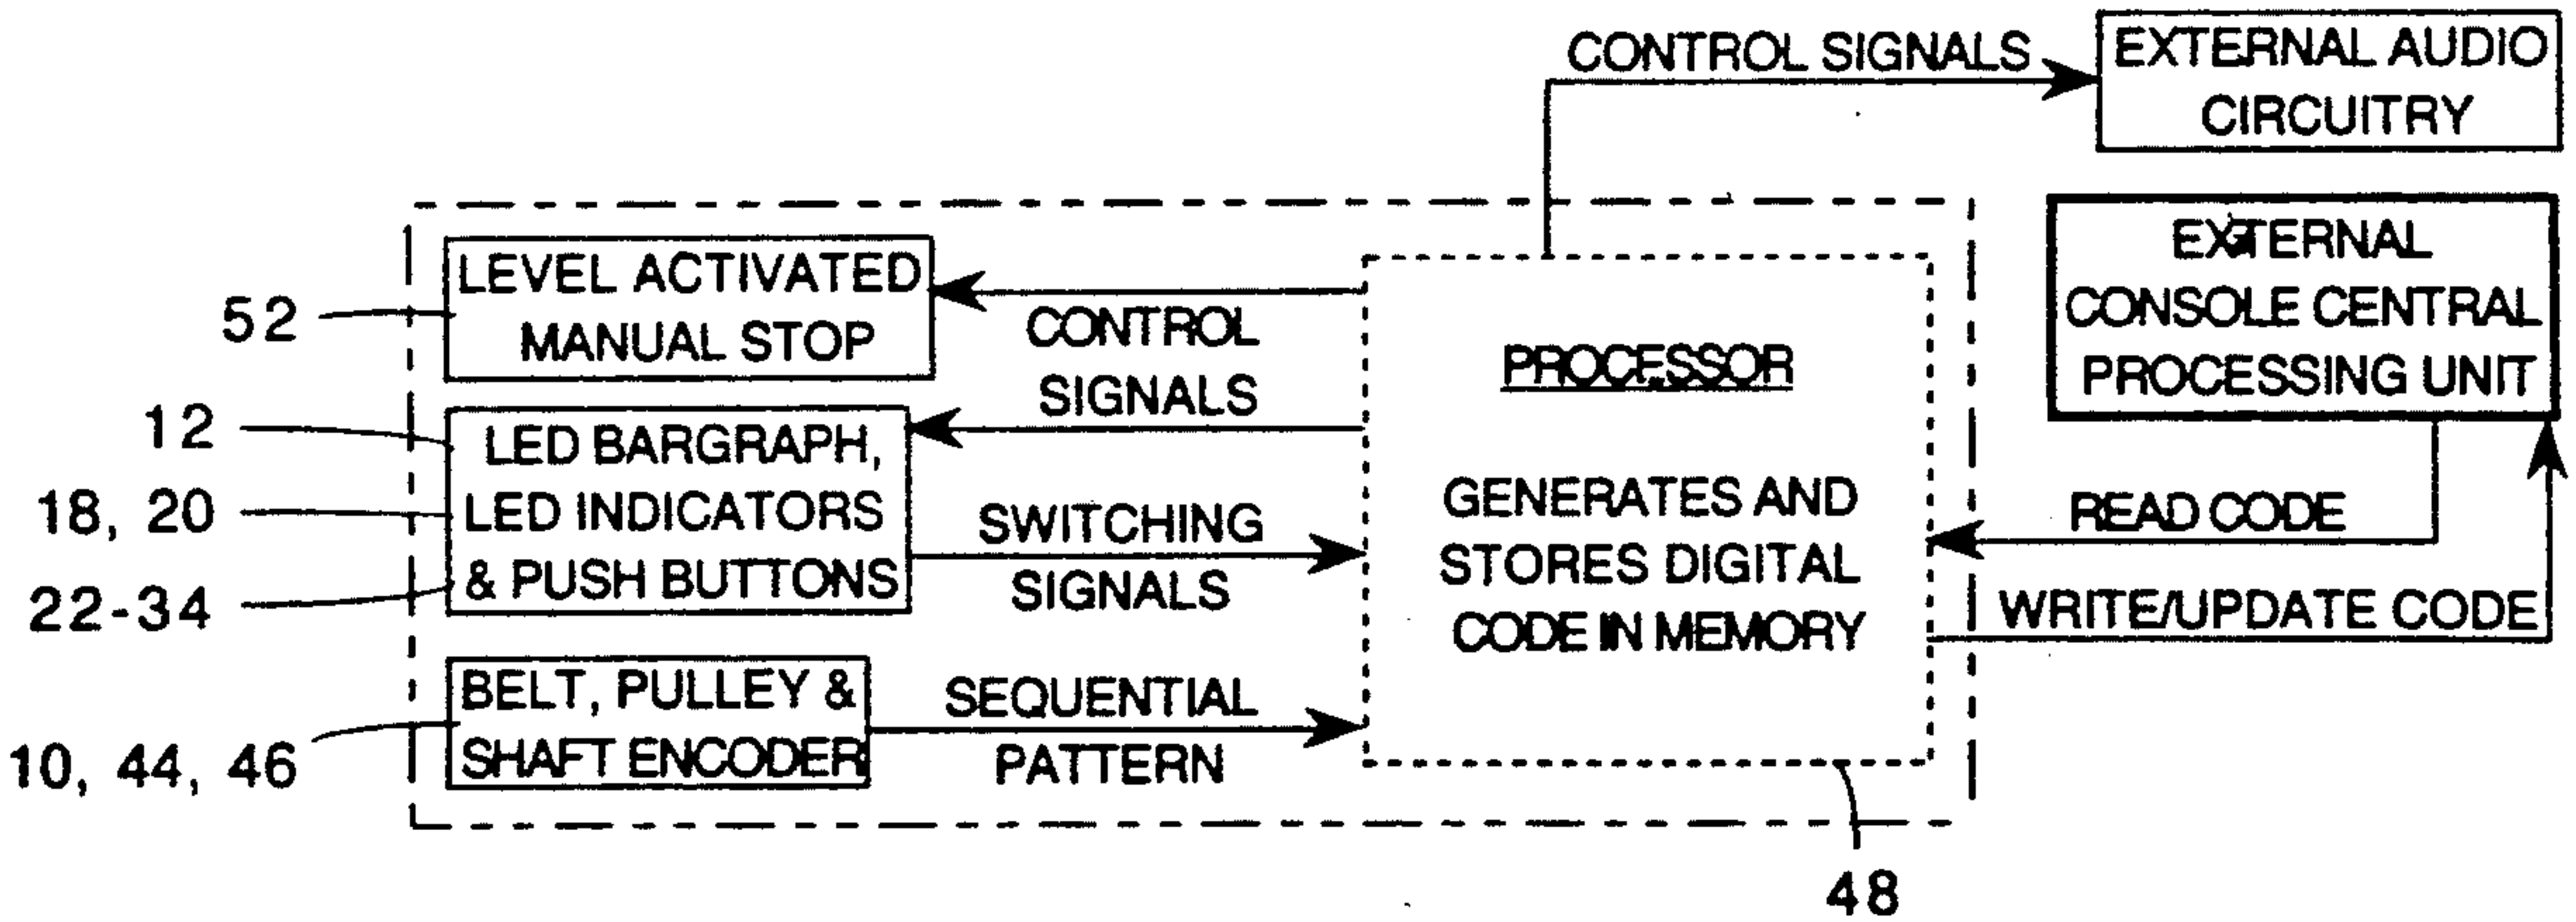 CONTROL SIGNALS
EXTERNAL AUDIO
CIRCUITRY
52
LEVEL ACTIVATED
MANUAL STOP
CONTROL
SIGNALS
12
18, 20
22-34
LED BARGRAPH,
LED INDICATORS
& PUSH BUTTONS
SWITCHING
SIGNALS
10, 44, 46
BELT, PULLEY &
SHAFT ENCODER
SEQUENTIAL
PATTERN
PROCESSOR
GENERATES AND
STORES DIGITAL
CODE IN MEMORY
48
EXTERNAL
CONSOLE CENTRAL
PROCESSING UNIT
READ CODE
WRITE/UPDATE CODE